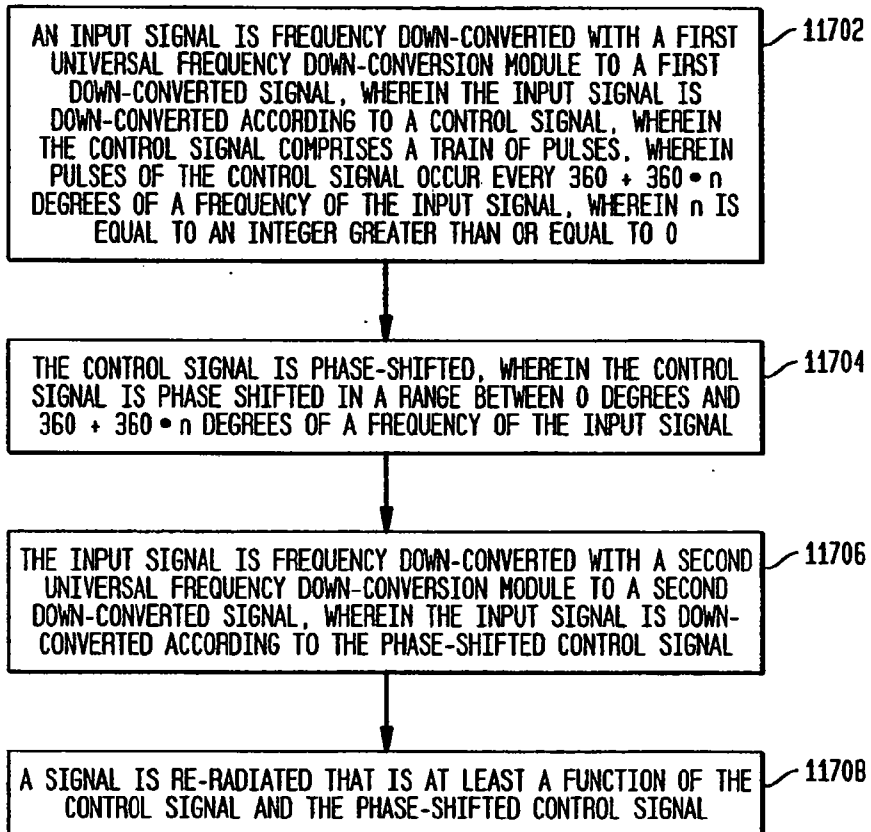 AN INPUT SIGNAL IS FREQUENCY DOWN-CONVERTED WITH A FIRST
UNIVERSAL FREQUENCY DOWN-CONVERSION MODULE TO A FIRST
DOWN-CONVERTED SIGNAL, WHEREIN THE INPUT SIGNAL IS
DOWN-CONVERTED ACCORDING TO A CONTROL SIGNAL, WHEREIN
THE CONTROL SIGNAL COMPRISES A TRAIN OF PULSES, WHEREIN
PULSES OF THE CONTROL SIGNAL OCCUR EVERY 360 + 360 • n
DEGREES OF A FREQUENCY OF THE INPUT SIGNAL, WHEREIN n IS
EQUAL TO AN INTEGER GREATER THAN OR EQUAL TO 0
11702
THE CONTROL SIGNAL IS PHASE-SHIFTED, WHEREIN THE CONTROL
SIGNAL IS PHASE SHIFTED IN A RANGE BETWEEN 0 DEGREES AND
360 + 360 • n DEGREES OF A FREQUENCY OF THE INPUT SIGNAL
11704
THE INPUT SIGNAL IS FREQUENCY DOWN-CONVERTED WITH A SECOND
UNIVERSAL FREQUENCY DOWN-CONVERSION MODULE TO A SECOND
DOWN-CONVERTED SIGNAL, WHEREIN THE INPUT SIGNAL IS DOWN-
CONVERTED ACCORDING TO THE PHASE-SHIFTED CONTROL SIGNAL
11706
A SIGNAL IS RE-RADIATED THAT IS AT LEAST A FUNCTION OF THE
CONTROL SIGNAL AND THE PHASE-SHIFTED CONTROL SIGNAL
11708